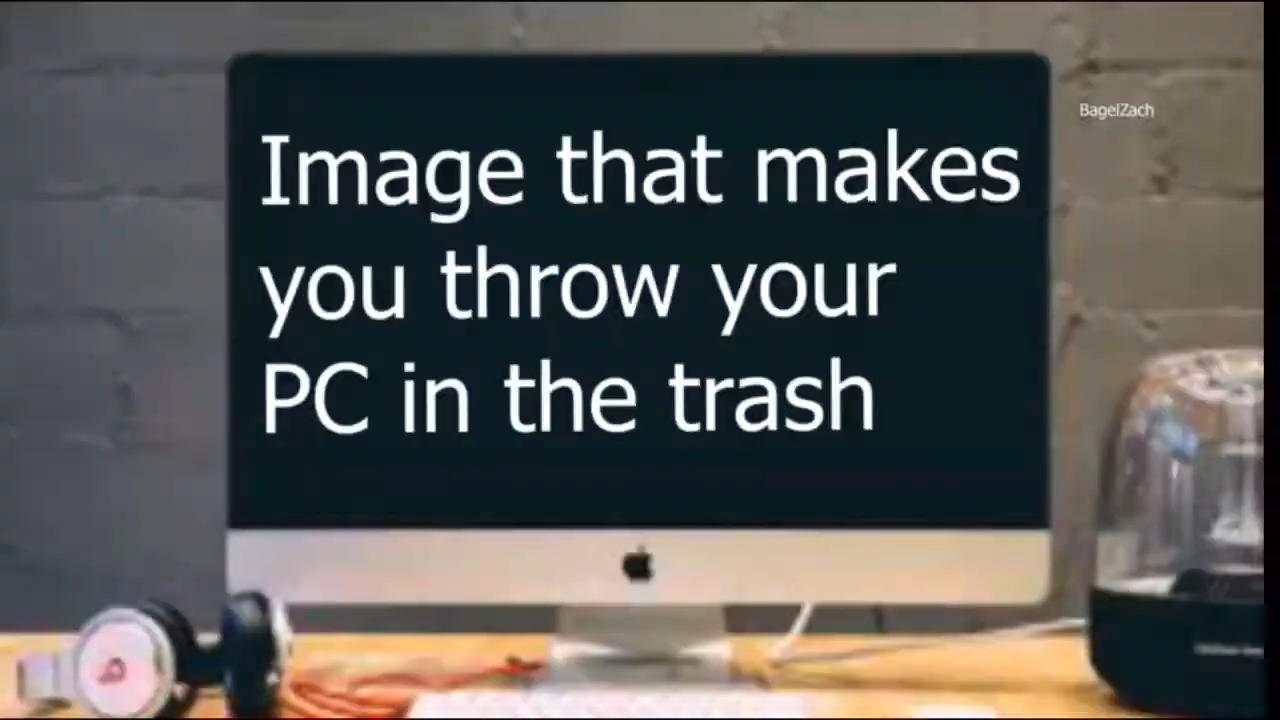 BagelZach
Image that makes
you throw your
PC in the trash